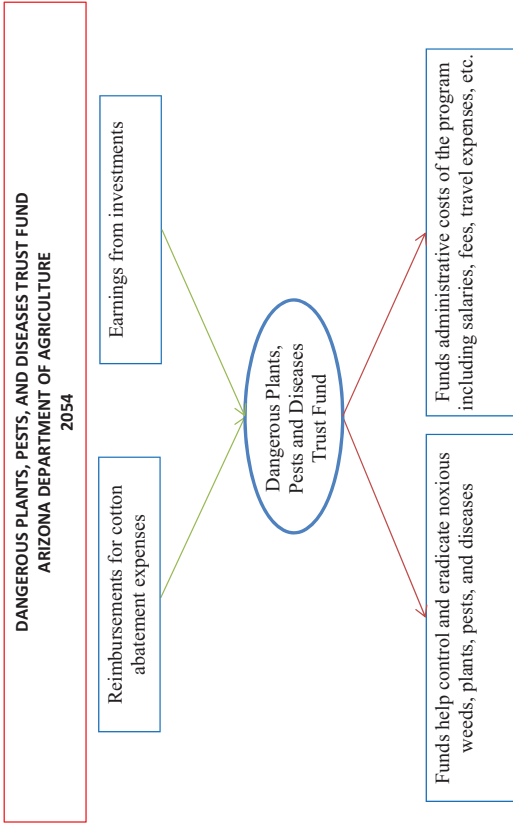 DANGEROUS PLANTS, PESTS, AND DISEASES TRUST FUND
ARIZONA DEPARTMENT OF AGRICULTURE
2054
Reimbursements for cotton
abatement expenses
Earnings from investments
Dangerous Plants,
Pests and Diseases
Trust Fund
Funds help control and eradicate noxious
weeds, plants, pests, and diseases
Funds administrative costs of the program
including salaries, fees, travel expenses, etc.